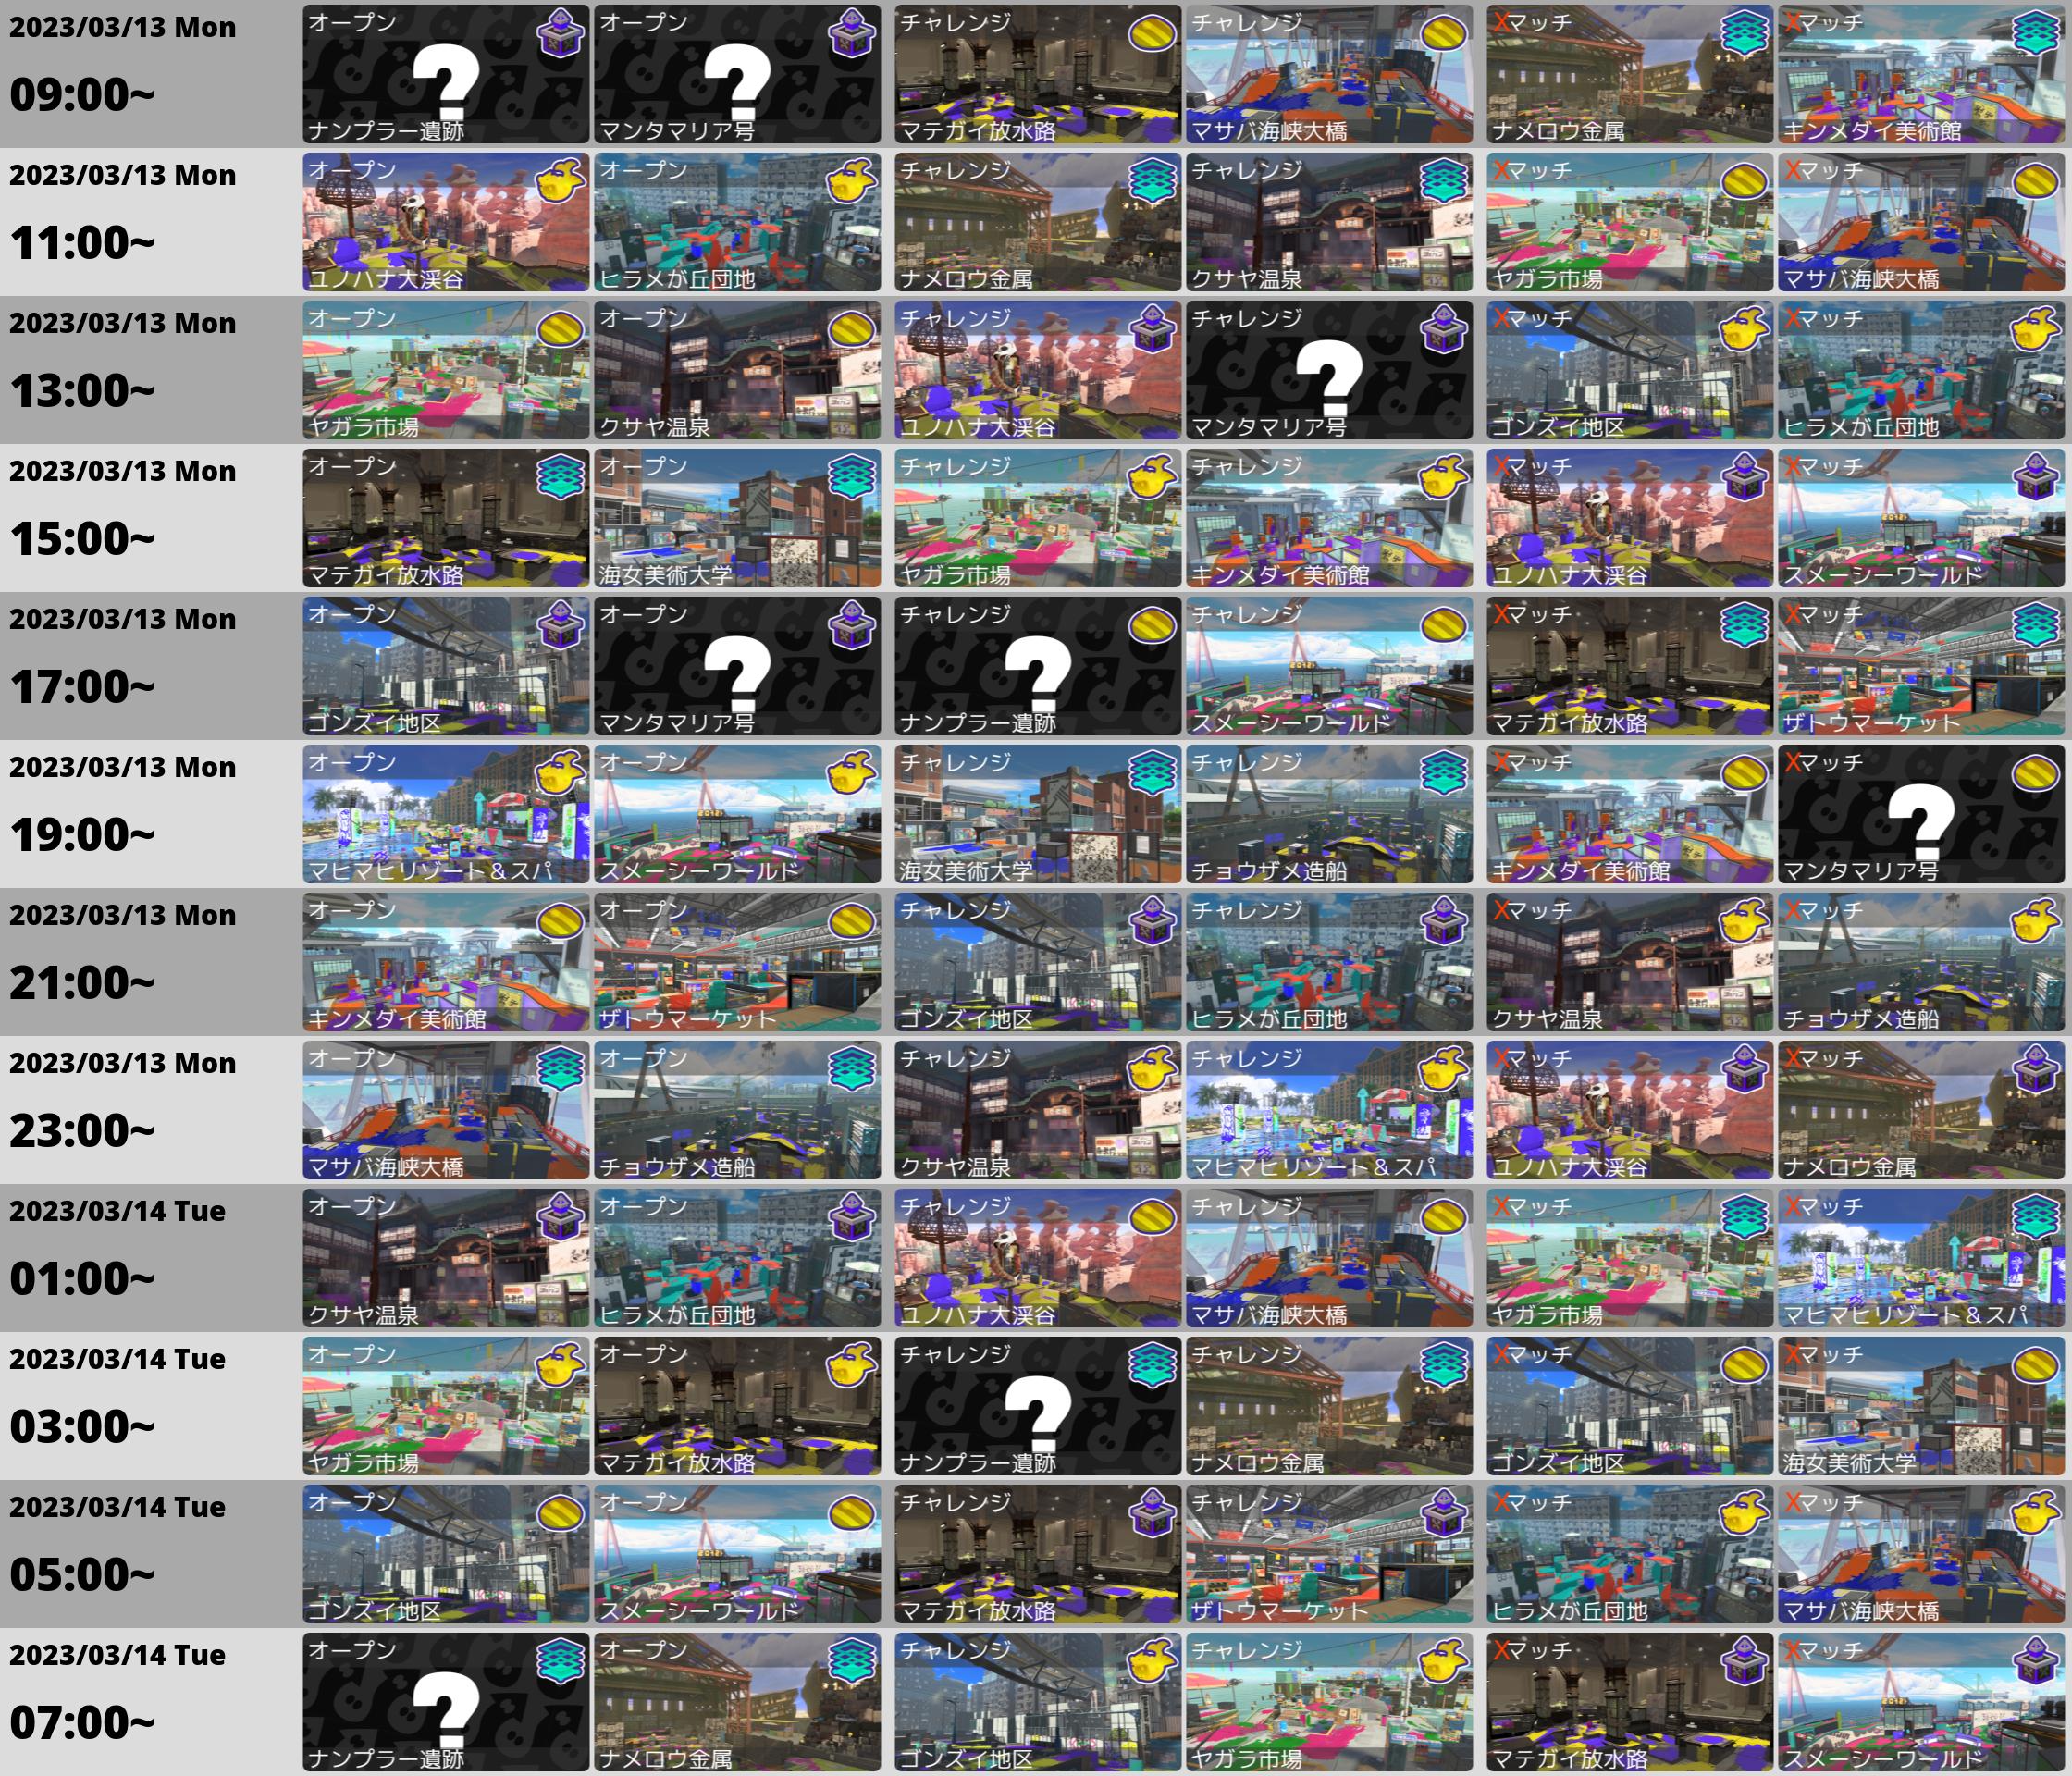 2023/03/13 Mon
09:00~
オープン オープン チャレンジ チャレンジ Xマッチ Xマッチ
ナンプラー遺跡 マンタマリア号 マテガイ放水路 マサバ海峡大橋 ナメロウ金属 キンメダイ美術館
2023/03/13 Mon
11:00~
オープン オープン チャレンジ チャレンジ Xマッチ Xマッチ
ユノハナ大渓谷 ヒラメが丘団地 ナメロウ金属 クサヤ温泉 ヤガラ市場 マサバ海峡大橋
2023/03/13 Mon
13:00~
オープン オープン チャレンジ チャレンジ Xマッチ Xマッチ
ヤガラ市場 クサヤ温泉 ユノハナ大渓谷 マンタマリア号 ゴンズイ地区 ヒラメが丘団地
2023/03/13 Mon
15:00~
オープン オープン チャレンジ チャレンジ Xマッチ Xマッチ
マテガイ放水路 海女美術大学 ヤガラ市場 キンメダイ美術館 ユノハナ大渓谷 スメーシーワールド
2023/03/13 Mon
17:00~
オープン オープン チャレンジ チャレンジ Xマッチ Xマッチ
ゴンズイ地区 マンタマリア号 ナンプラー遺跡 スメーシーワールド マテガイ放水路 ザトウマーケット
2023/03/13 Mon
19:00~
オープン オープン チャレンジ チャレンジ Xマッチ Xマッチ
マヒマヒリゾート&スパ スメーシーワールド 海女美術大学 チョウザメ造船 キンメダイ美術館 マンタマリア号
2023/03/13 Mon
21:00~
オープン オープン チャレンジ チャレンジ Xマッチ Xマッチ
キンメダイ美術館 ザトウマーケット ゴンズイ地区 ヒラメが丘団地 クサヤ温泉 チョウザメ造船
2023/03/13 Mon
23:00~
オープン オープン チャレンジ チャレンジ Xマッチ Xマッチ
マサバ海峡大橋 チョウザメ造船 クサヤ温泉 マヒマヒリゾート&スパ ユノハナ大渓谷 ナメロウ金属
2023/03/14 Tue
01:00~
オープン オープン チャレンジ チャレンジ Xマッチ Xマッチ
クサヤ温泉 ヒラメが丘団地 ユノハナ大渓谷 マサバ海峡大橋 ヤガラ市場 マヒマヒリゾート&スパ
2023/03/14 Tue
03:00~
オープン オープン チャレンジ チャレンジ Xマッチ Xマッチ
ヤガラ市場 マテガイ放水路 ナンプラー遺跡 ナメロウ金属 ゴンズイ地区 海女美術大学
2023/03/14 Tue
05:00~
オープン オープン チャレンジ チャレンジ Xマッチ Xマッチ
ゴンズイ地区 スメーシーワールド マテガイ放水路 ザトウマーケット ヒラメが丘団地 マサバ海峡大橋
2023/03/14 Tue
07:00~
オープン オープン チャレンジ チャレンジ Xマッチ Xマッチ
ナンプラー遺跡 ナメロウ金属 ゴンズイ地区 ヤガラ市場 マテガイ放水路 スメーシーワールド